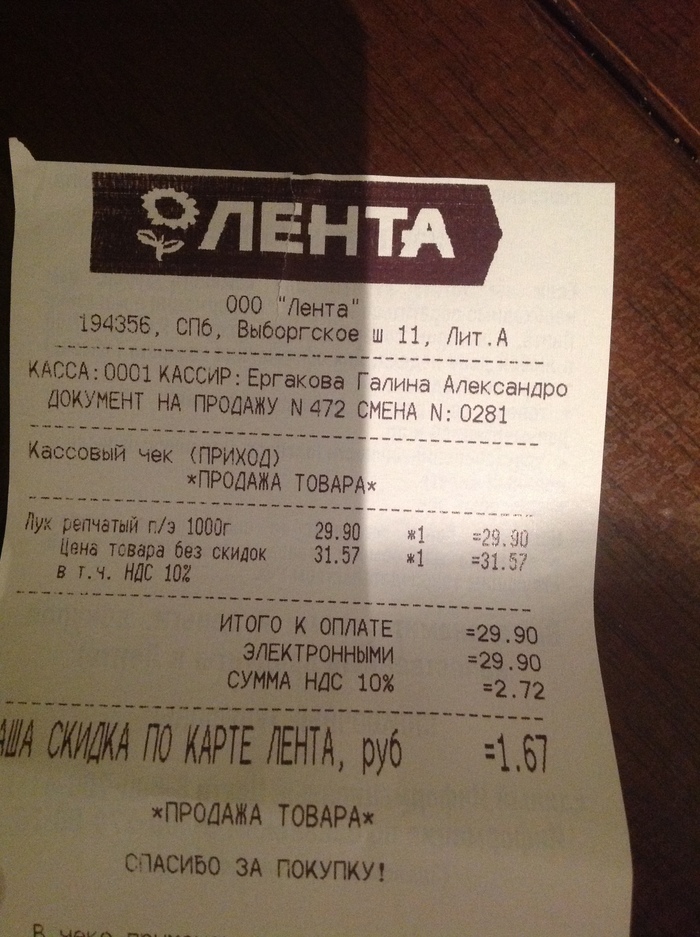 ЛЕНТА
ООО "Лента"
194356, СПб, Выборгское ш 11, Лит.А
КАССА:0001 КАССИР: Ергакова Галина Александро
ДОКУМЕНТ НА ПРОДАЖУ N 472 СМЕНА N: 0281
Кассовый чек (ПРИХОД)
*ПРОДАЖА ТОВАРА*
Лук репчатый п/э 1000г 29.90 *1 =29.90
Цена товара без скидок 31.57 *1 =31.57
в т.ч. НДС 10%
ИТОГО К ОПЛАТЕ =29.90
ЭЛЕКТРОННЫМИ =29.90
СУММА НДС 10% =2.72
АША СКИДКА ПО КАРТЕ ЛЕНТА, руб =1.67
*ПРОДАЖА ТОВАРА*
СПАСИБО ЗА ПОКУПКУ!
В чеке